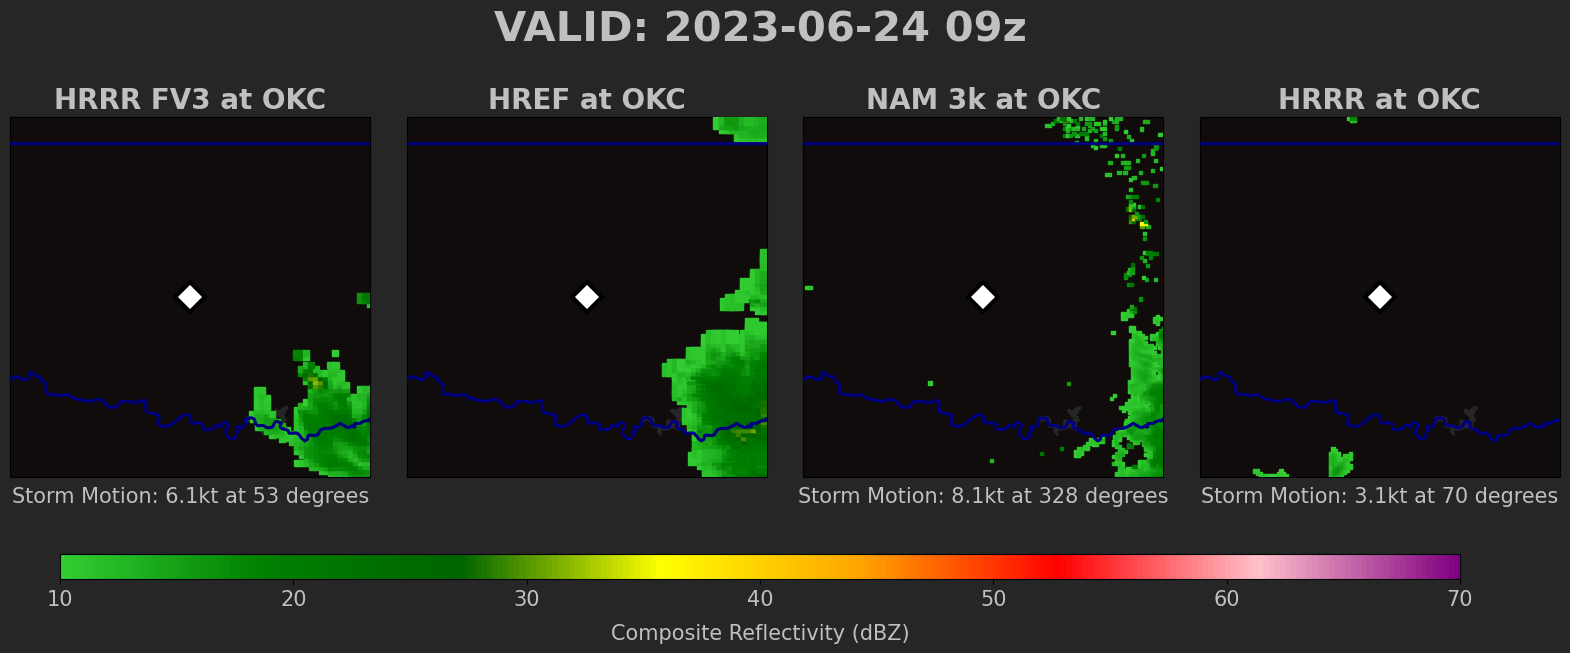 VALID: 2023-06-24 09z
HRRR FV3 at OKC
HREF at OKC
NAM 3k at OKC
HRRR at OKC
Storm Motion: 6.1kt at 53 degrees
Storm Motion: 8.1kt at 328 degrees
Storm Motion: 3.1kt at 70 degrees
10 20 30 40 50 60 70
Composite Reflectivity (dBZ)